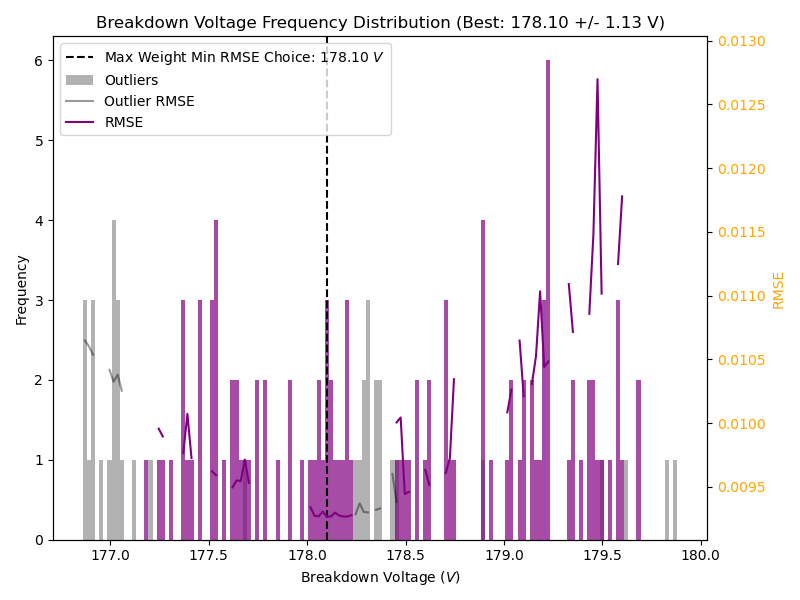 Breakdown Voltage Frequency Distribution (Best: 178.10 +/- 1.13 V)
Max Weight Min RMSE Choice: 178.10 V
Outliers
Outlier RMSE
RMSE
6
5
4
3
2
1
0
Frequency
0.0130
0.0125
0.0120
0.0115
0.0110
0.0105
0.0100
0.0095
RMSE
177.0 177.5 178.0 178.5 179.0 179.5 180.0
Breakdown Voltage (V)